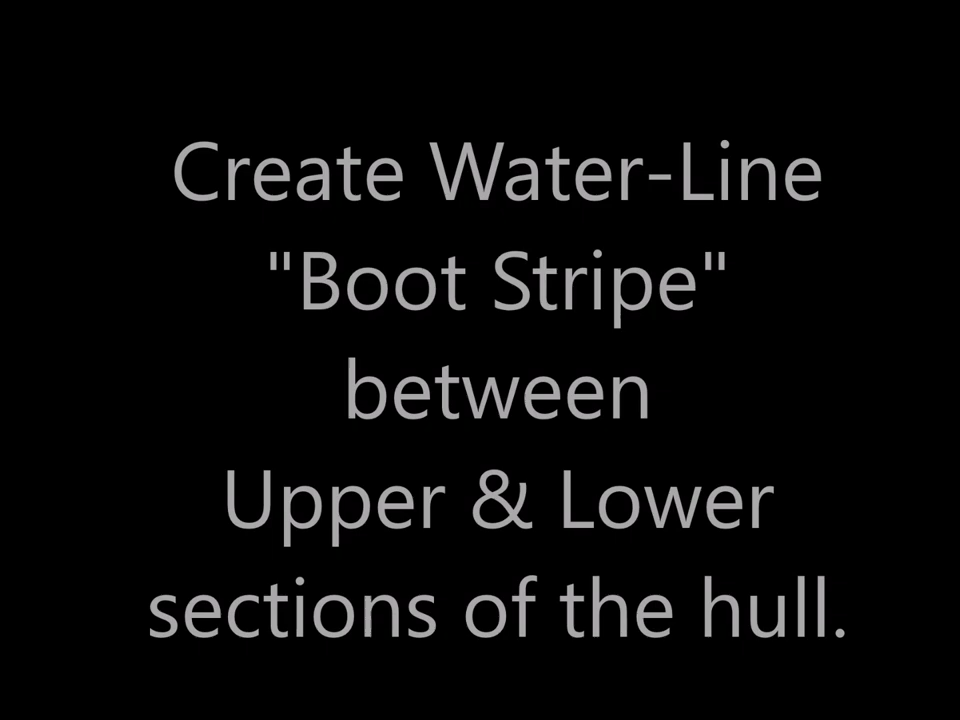 Create Water-Line
"Boot Stripe"
between
Upper & Lower
sections of the hull.